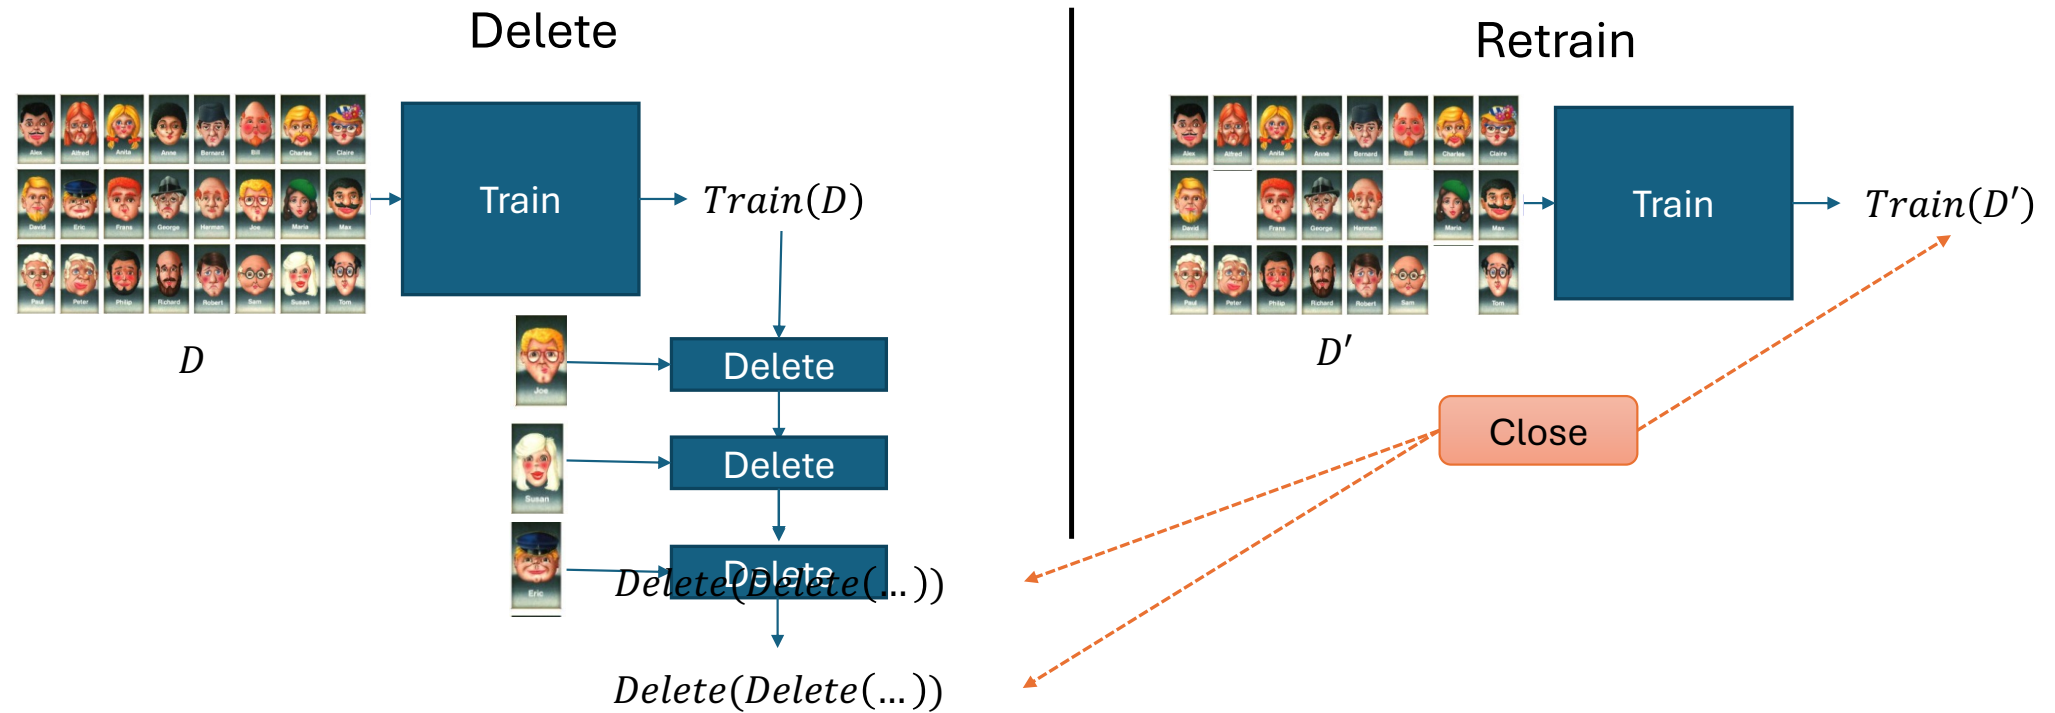 Delete
Alex Alfred Anita Anne Bernard Bill Charles Claire
David Eric Frans George Herman Joe Maria Max
Paul Peter Philip Richard Robert Sam Susan Tom
D
Train
Train(D)
Joe
Delete
Susan
Delete
Eric
Delete
Delete(Delete(...))
Delete(Delete(...))
Retrain
Alex Alfred Anita Anne Bernard Bill Charles Claire
David Frans George Herman Maria Max
Paul Peter Philip Richard Robert Sam Tom
D′
Train
Train(D′)
Close